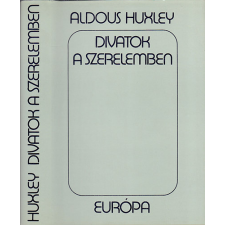 HUXLEY DIVATOK A SZERELEMBEN
ALDOUS HUXLEY
DIVATOK
A SZERELEMBEN
EURÓPA